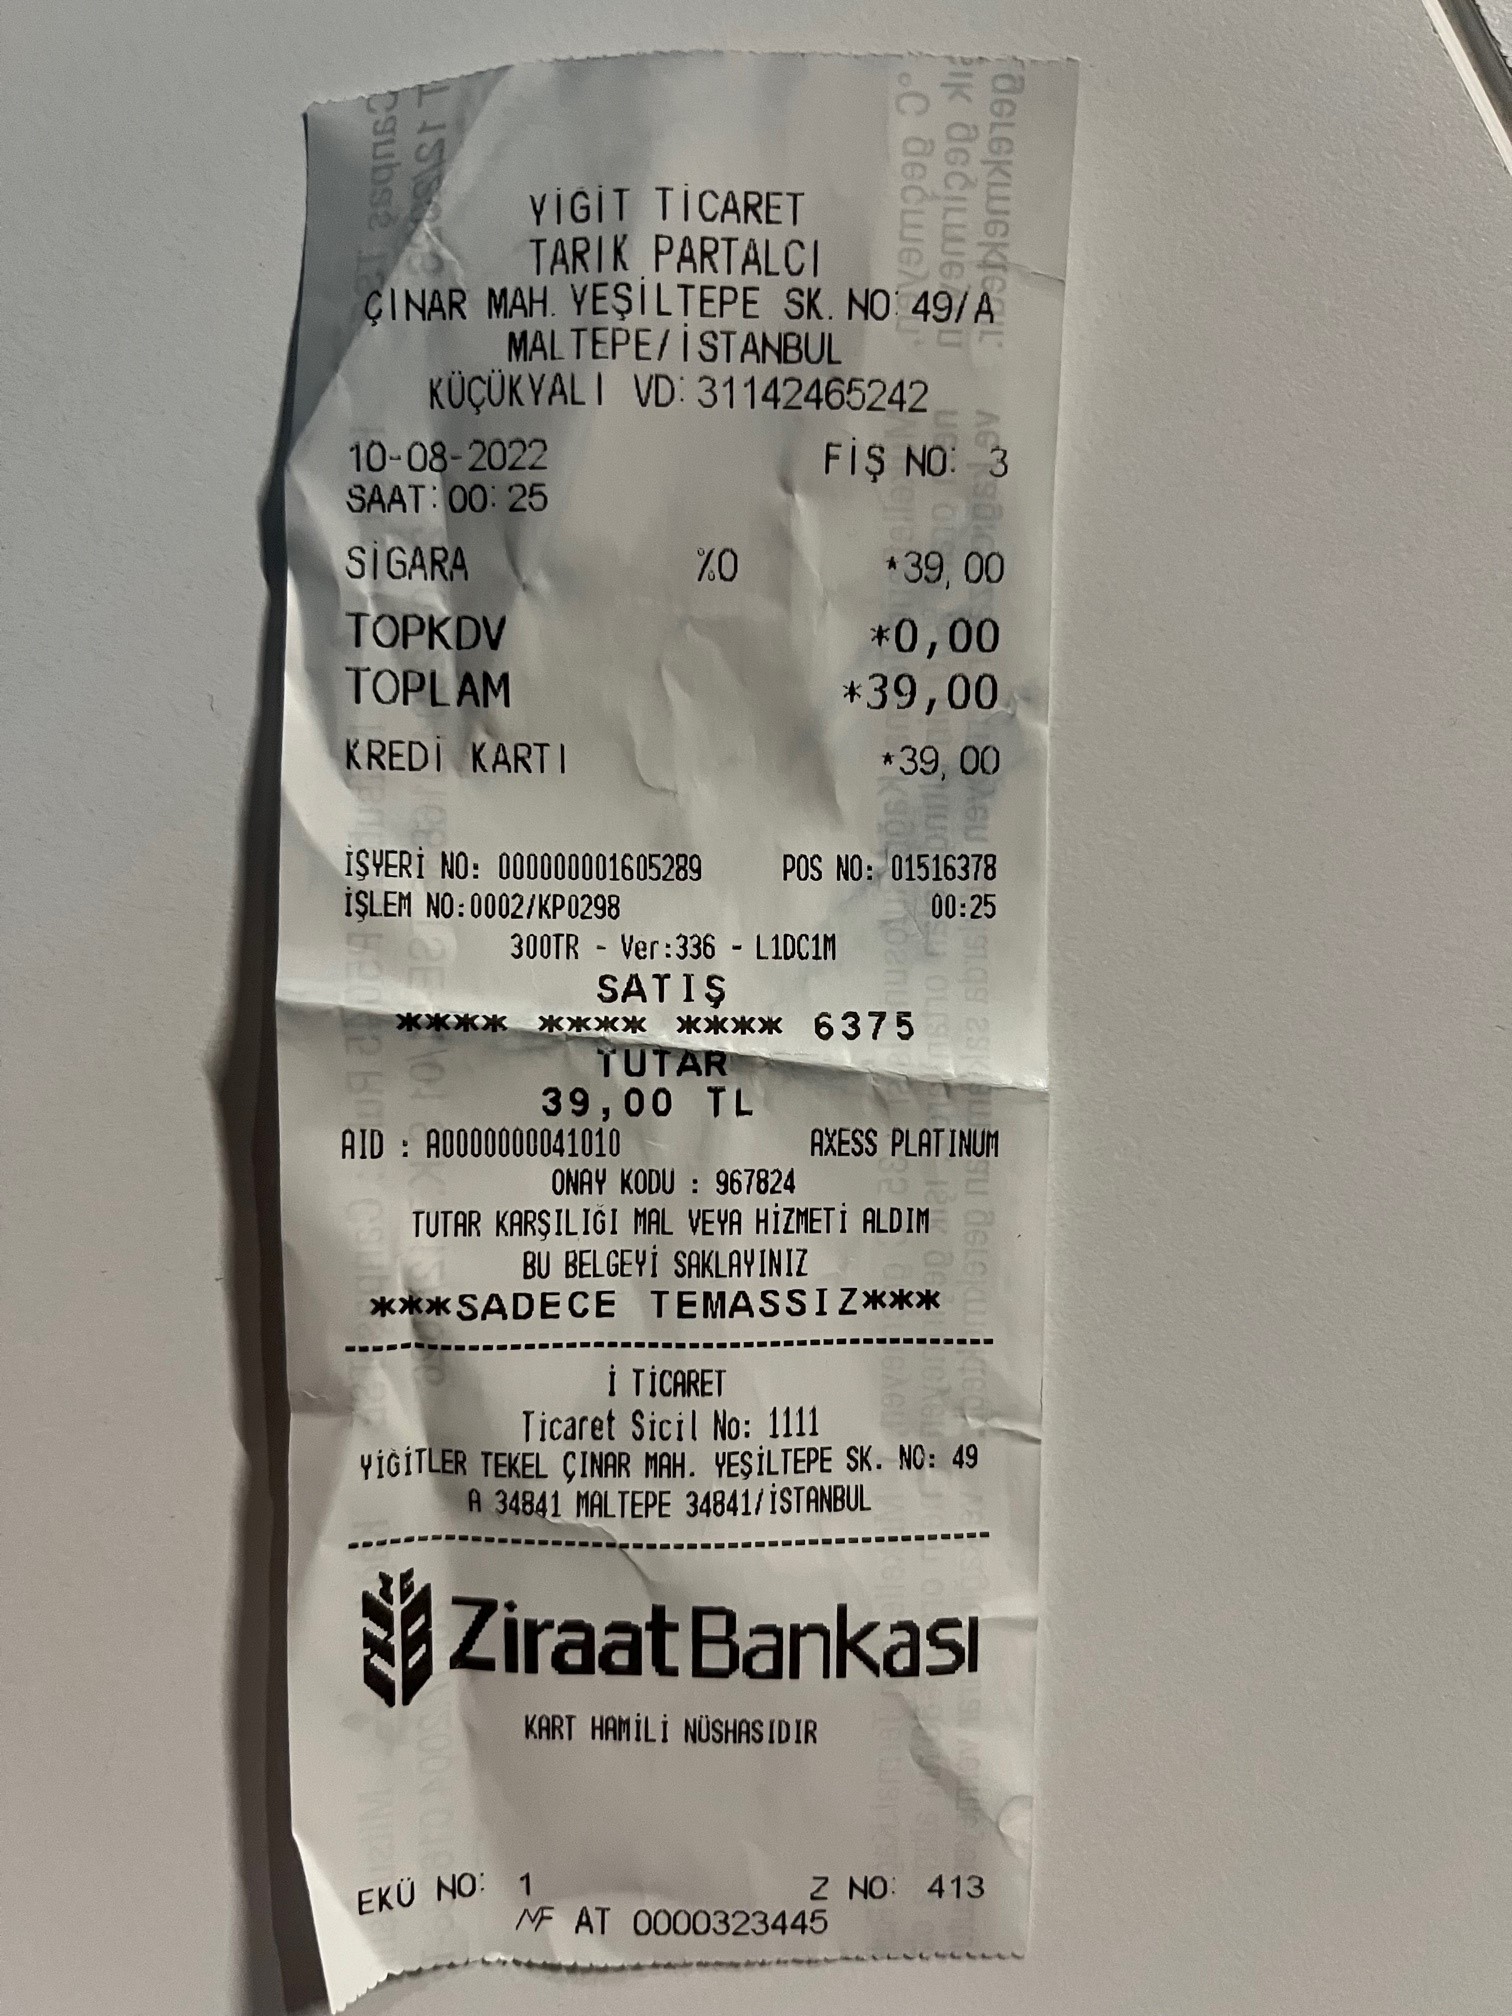 YİĞİT TİCARET
TARIK PARTALCI
ÇINAR MAH. YEŞİLTEPE SK. NO: 49/A
MALTEPE/İSTANBUL
KÜÇÜKYALI VD: 31142465242
10-08-2022 FİŞ NO: 3
SAAT: 00:25
SİGARA %0 *39,00
TOPKDV *0,00
TOPLAM *39,00
KREDİ KARTI *39,00
İŞYERİ NO: 000000001605289 POS NO: 01516378
İŞLEM NO:0002/KP0298 00:25
300TR - Ver:336 - L1DC1M
SATIŞ
**** **** **** 6375
TUTAR
39,00 TL
AID : A0000000041010 AXESS PLATINUM
ONAY KODU : 967824
TUTAR KARŞILIĞI MAL VEYA HİZMETİ ALDIM
BU BELGEYİ SAKLAYINIZ
***SADECE TEMASSIZ***
İ TİCARET
Ticaret Sicil No: 1111
YİĞİTLER TEKEL ÇINAR MAH. YEŞİLTEPE SK. NO: 49
A 34841 MALTEPE 34841/İSTANBUL
ZiraatBankası
KART HAMİLİ NÜSHASIDIR
EKÜ NO: 1 Z NO: 413
MF AT 0000323445